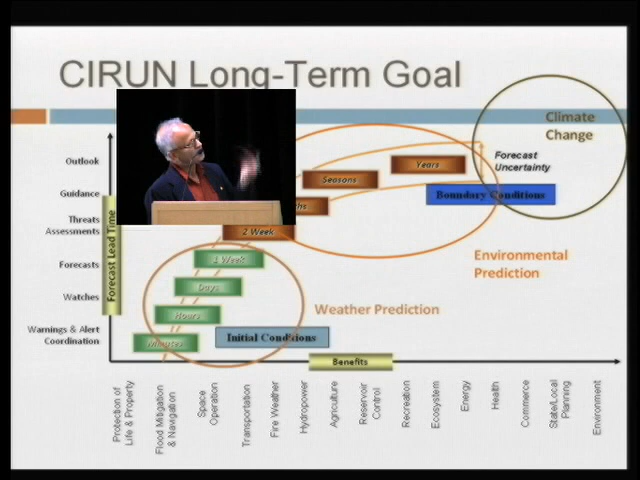 CIRUN Long-Term Goal
Climate
Change
Outlook
Years
Forecast
Uncertainty
Seasons
Guidance
Boundary Conditions
Threats
Assessments
2 Week
Forecast Lead Time
Environmental
Prediction
Forecasts
1 Week
Days
Watches
Weather Prediction
Hours
Warnings & Alert
Coordination
Initial Conditions
Minutes
Benefits
Protection of
Life & Property
Flood Mitigation
& Navigation
Space
Operation
Transportation
Fire Weather
Hydropower
Agriculture
Reservoir
Control
Recreation
Ecosystem
Energy
Health
Commerce
State/Local
Planning
Environment